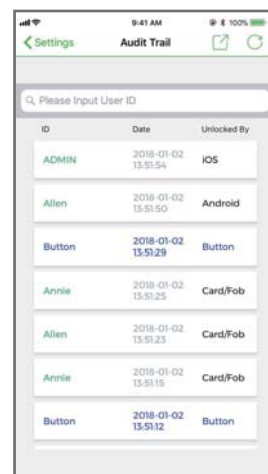 9:41 AM 100%
Settings Audit Trail
Please Input User ID
ID Date Unlocked By
ADMIN 2018-01-02 13:51:54 iOS
Allen 2018-01-02 13:51:50 Android
Button 2018-01-02 13:51:29 Button
Annie 2018-01-02 13:51:25 Card/Fob
Allen 2018-01-02 13:51:23 Card/Fob
Annie 2018-01-02 13:51:15 Card/Fob
Button 2018-01-02 13:51:12 Button